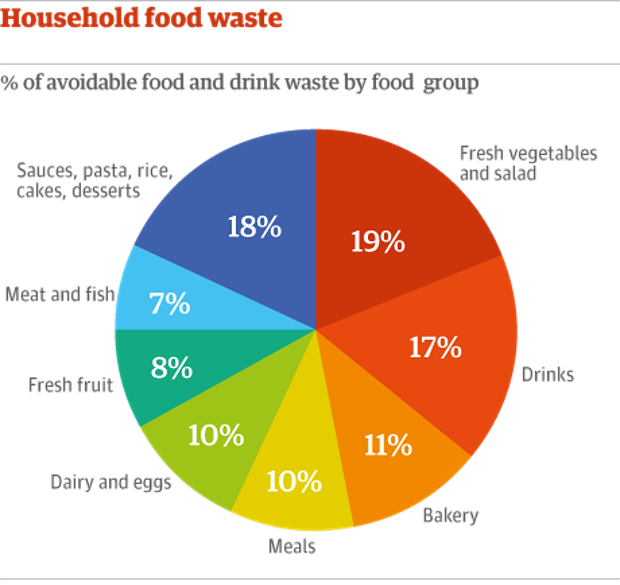 Household food waste
% of avoidable food and drink waste by food group
Fresh vegetables
and salad
19%
17%
Drinks
11%
Bakery
10%
Meals
10%
Dairy and eggs
8%
Fresh fruit
7%
Meat and fish
18%
Sauces, pasta, rice,
cakes, desserts